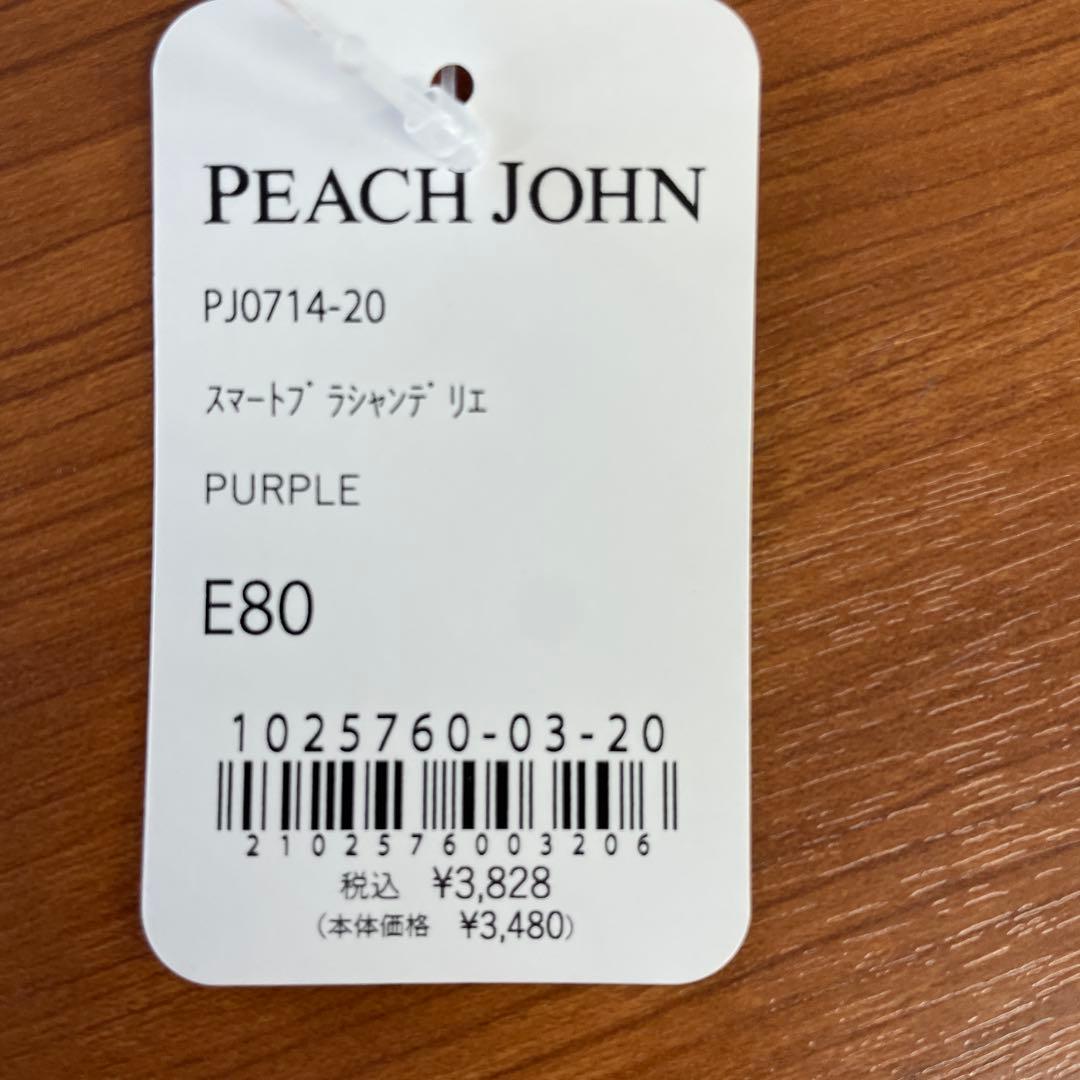 PEACH JOHN
PJ0714-20
ｽﾏｰﾄﾌﾞﾗｼｬﾝﾃﾞﾘｴ
PURPLE
E80
1025760-03-20
2102576003206
税込 ¥3,828
(本体価格 ¥3,480)